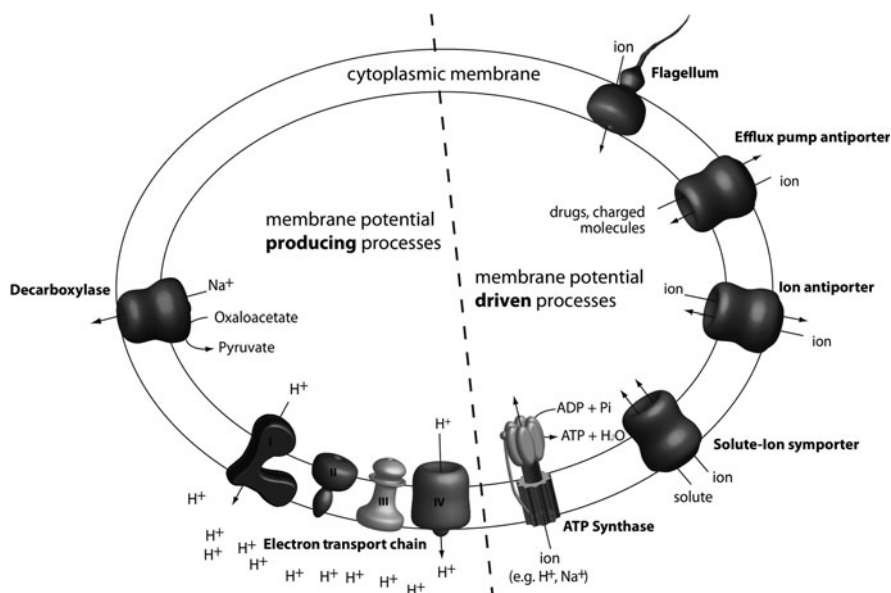 cytoplasmic membrane
ion
Flagellum
Efflux pump antiporter
ion
drugs, charged
molecules
membrane potential
producing processes
membrane potential
driven processes
Decarboxylase
Na⁺
Oxaloacetate
Pyruvate
ion
Ion antiporter
ion
H⁺
I
H⁺
II
III
H⁺
IV
H⁺
ADP + Pi
ATP + H₂O
Solute-Ion symporter
ion
solute
ATP Synthase
ion
(e.g. H⁺, Na⁺)
Electron transport chain
H⁺
H⁺
H⁺
H⁺
H⁺
H⁺
H⁺
H⁺
H⁺